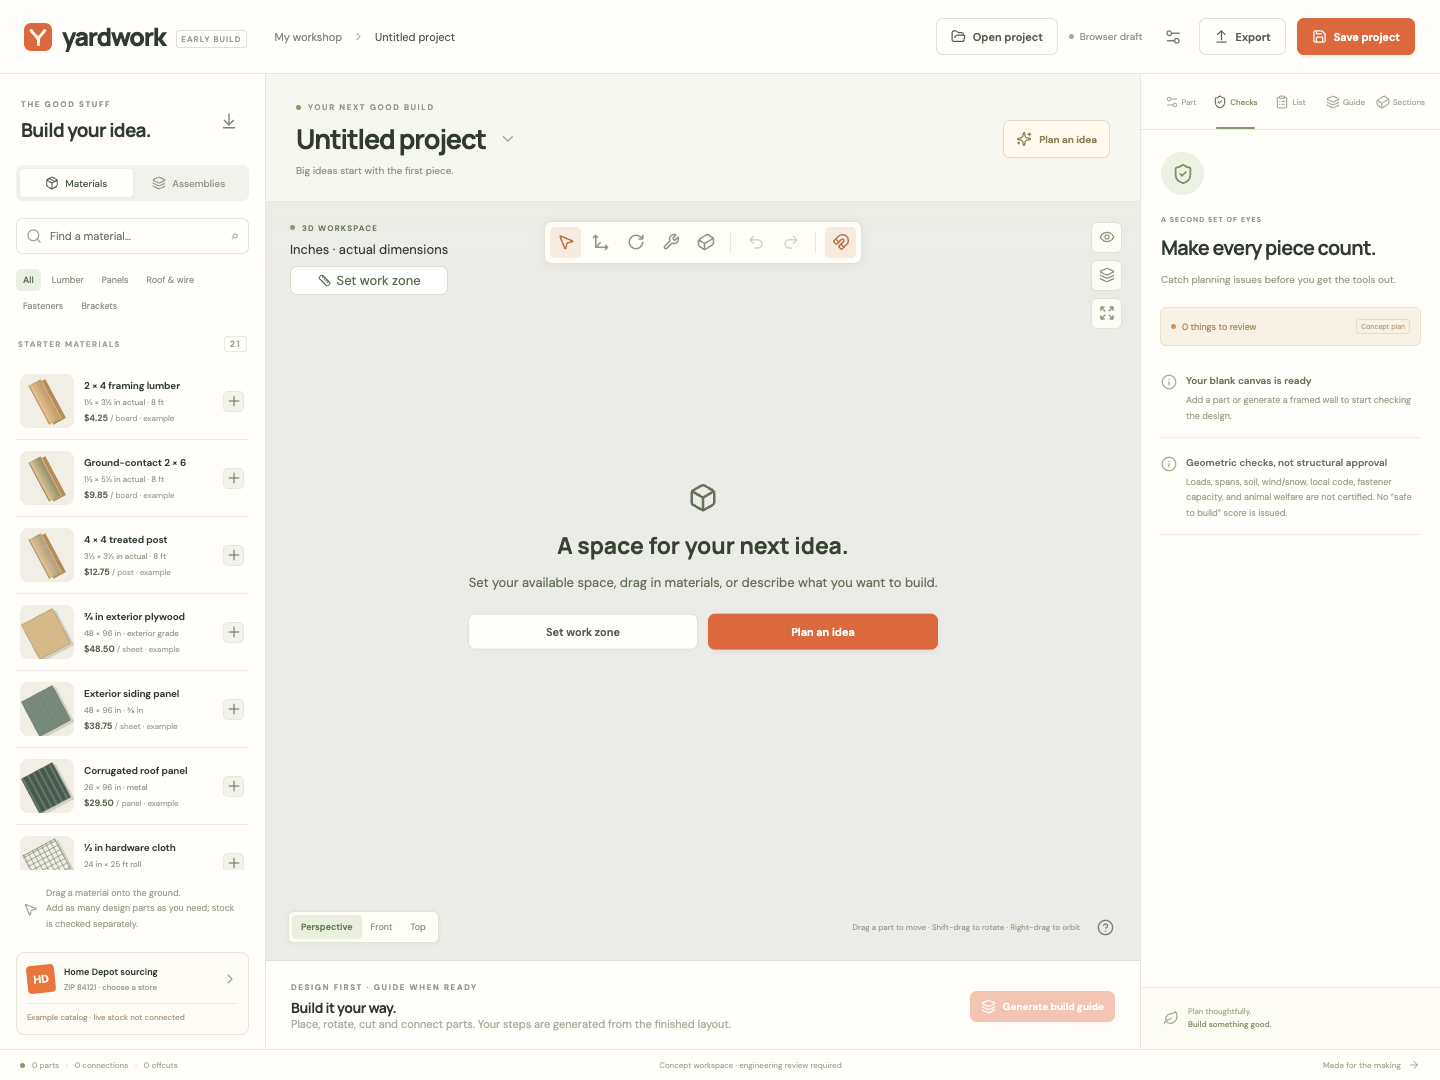 yardwork
EARLY BUILD
My workshop
Untitled project
Open project
Browser draft
Export
Save project
THE GOOD STUFF
Build your idea.
Materials
Assemblies
Find a material...
All
Lumber
Panels
Roof & wire
Fasteners
Brackets
STARTER MATERIALS
21
2 × 4 framing lumber
1½ × 3½ in actual · 8 ft
$4.25 / board · example
Ground-contact 2 × 6
1½ × 5½ in actual · 8 ft
$9.85 / board · example
4 × 4 treated post
3½ × 3½ in actual · 8 ft
$12.75 / post · example
¾ in exterior plywood
48 × 96 in · exterior grade
$48.50 / sheet · example
Exterior siding panel
48 × 96 in · ⅜ in
$38.75 / sheet · example
Corrugated roof panel
26 × 96 in · metal
$29.50 / panel · example
½ in hardware cloth
24 in × 25 ft roll
Drag a material onto the ground.
Add as many design parts as you need; stock
is checked separately.
HD
Home Depot sourcing
ZIP 84121 · choose a store
Example catalog · live stock not connected
YOUR NEXT GOOD BUILD
Untitled project
Big ideas start with the first piece.
Plan an idea
3D WORKSPACE
Inches · actual dimensions
Set work zone
A space for your next idea.
Set your available space, drag in materials, or describe what you want to build.
Set work zone
Plan an idea
Perspective
Front
Top
Drag a part to move · Shift-drag to rotate · Right-drag to orbit
DESIGN FIRST · GUIDE WHEN READY
Build it your way.
Place, rotate, cut and connect parts. Your steps are generated from the finished layout.
Generate build guide
Part
Checks
List
Guide
Sections
A SECOND SET OF EYES
Make every piece count.
Catch planning issues before you get the tools out.
0 things to review
Concept plan
Your blank canvas is ready
Add a part or generate a framed wall to start checking
the design.
Geometric checks, not structural approval
Loads, spans, soil, wind/snow, local code, fastener
capacity, and animal welfare are not certified. No “safe
to build” score is issued.
Plan thoughtfully.
Build something good.
0 parts · 0 connections · 0 offcuts
Concept workspace · engineering review required
Made for the making